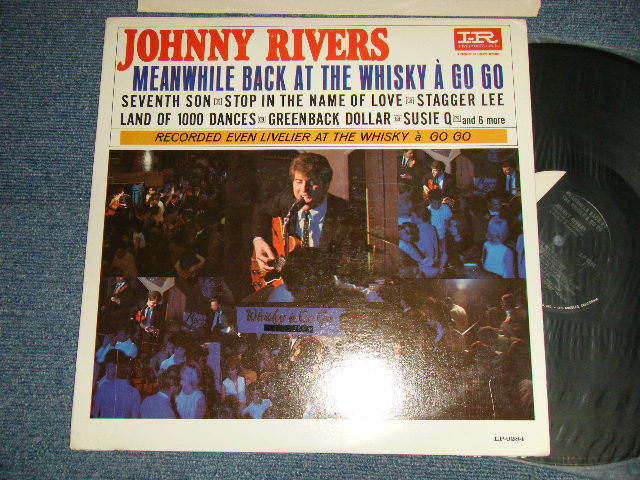 JOHNNY RIVERS
IR
IMPERIAL
MEANWHILE BACK AT THE WHISKY À GO GO
SEVENTH SON STOP IN THE NAME OF LOVE STAGGER LEE
LAND OF 1000 DANCES GREENBACK DOLLAR SUSIE Q and 6 more
RECORDED EVEN LIVELIER AT THE WHISKY à GO GO
Whisky à Go Go
LP-9284